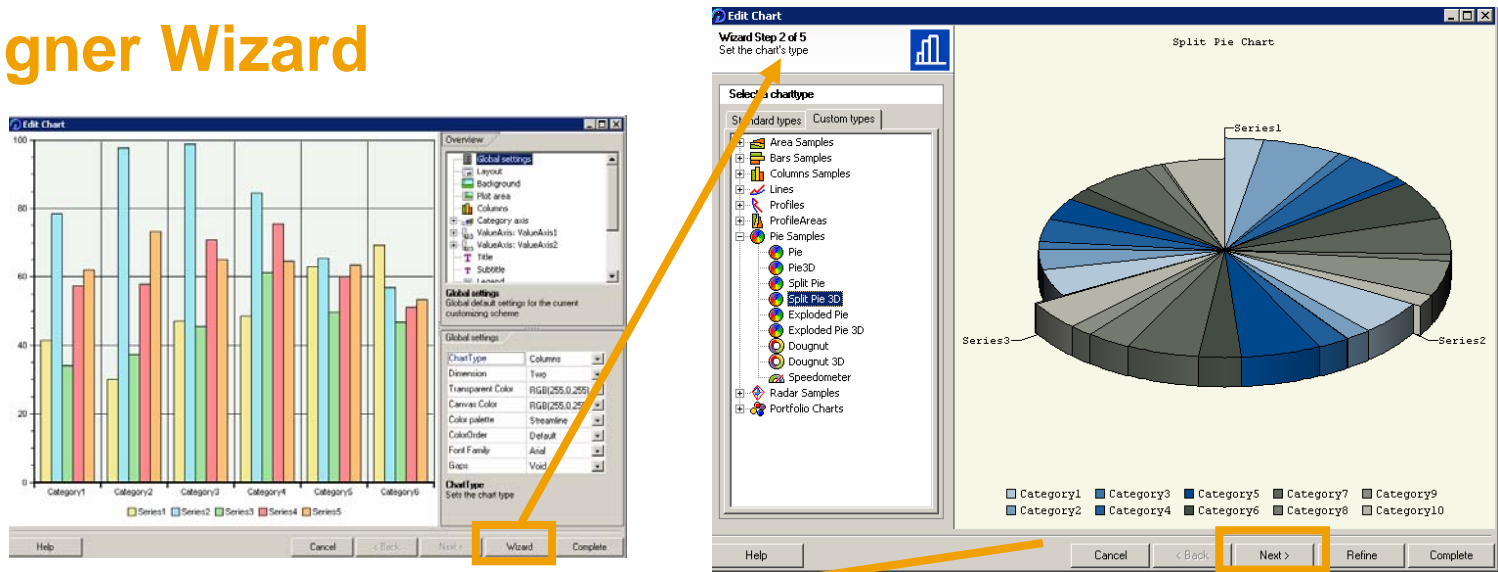 gner Wizard
Edit Chart
100
80
60
40
20
0
Category1 Category2 Category3 Category4 Category5 Category6
Series1 Series2 Series3 Series4 Series5
Overview
Global settings
Layout
Background
Plot area
Columns
Category axis
ValueAxis: ValueAxis1
ValueAxis: ValueAxis2
Title
Subtitle
Legend
Global settings
Global default settings for the current
customizing scheme
Global settings
ChartType Columns
Dimension Two
Transparent Color RGB(255,0,255)
Canvas Color RGB(255,0,25
Color palette Streamline
ColorOrder Default
Font Family Arial
Gaps Void
ChartType
Sets the chart type
Help Cancel < Back Next > Wizard Complete
Edit Chart
Wizard Step 2 of 5
Set the chart's type
Select a charttype
Standard types Custom types
Area Samples
Bars Samples
Columns Samples
Lines
Profiles
ProfileAreas
Pie Samples
Pie
Pie3D
Split Pie
Split Pie 3D
Exploded Pie
Exploded Pie 3D
Dougnut
Dougnut 3D
Speedometer
Radar Samples
Portfolio Charts
Split Pie Chart
Series1
Series3
Series2
Category1 Category3 Category5 Category7 Category9
Category2 Category4 Category6 Category8 Category10
Help Cancel < Back Next > Refine Complete